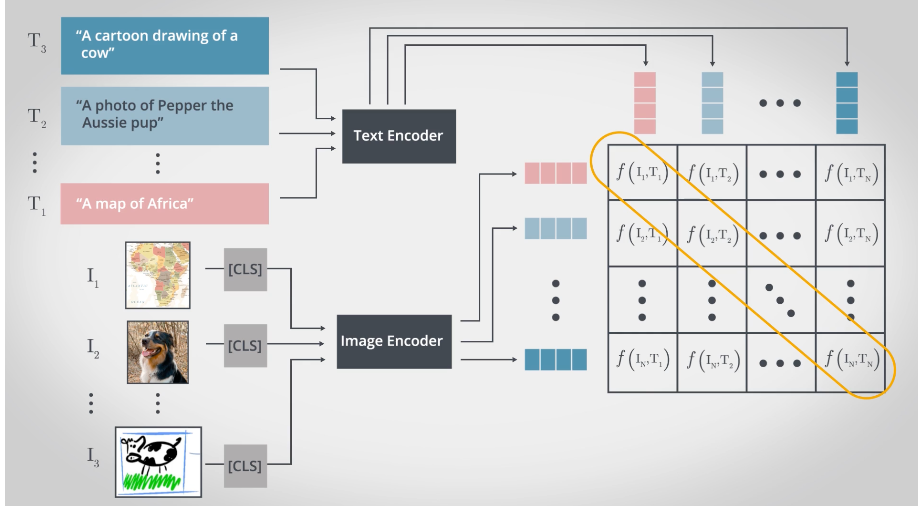 T3
“A cartoon drawing of a
cow”
T2
“A photo of Pepper the
Aussie pup”
T1
“A map of Africa”
Text Encoder
I1
[CLS]
I2
[CLS]
I3
[CLS]
Image Encoder
f(I1,T1) f(I1,T2) ••• f(I1,TN)
f(I2,T1) f(I2,T2) ••• f(I2,TN)
f(IN,T1) f(IN,T2) ••• f(IN,TN)